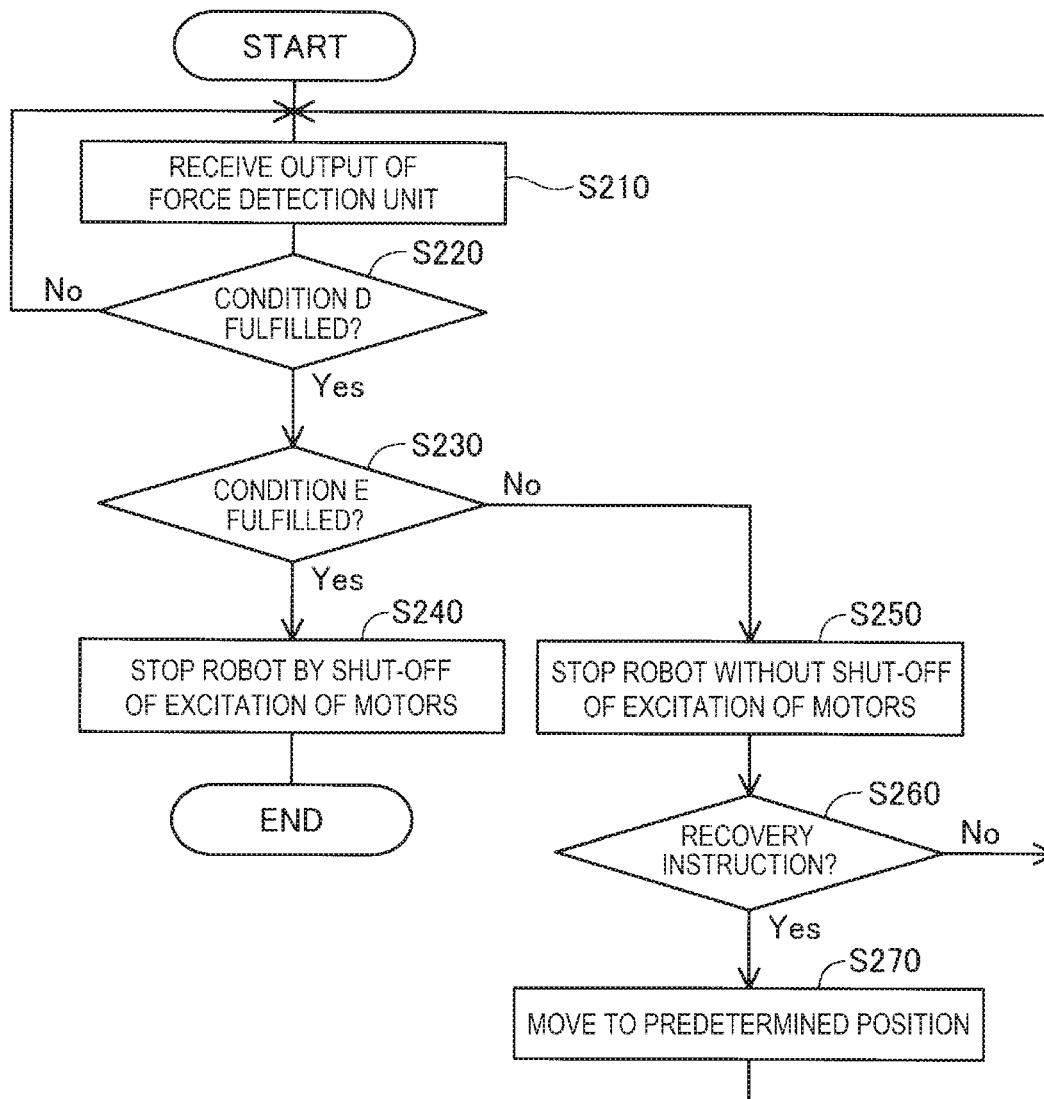 START
RECEIVE OUTPUT OF
FORCE DETECTION UNIT
S210
S220
No
CONDITION D
FULFILLED?
Yes
S230
CONDITION E
FULFILLED?
No
Yes
S240
STOP ROBOT BY SHUT-OFF
OF EXCITATION OF MOTORS
END
S250
STOP ROBOT WITHOUT SHUT-OFF
OF EXCITATION OF MOTORS
S260
RECOVERY
INSTRUCTION?
No
Yes
S270
MOVE TO PREDETERMINED POSITION